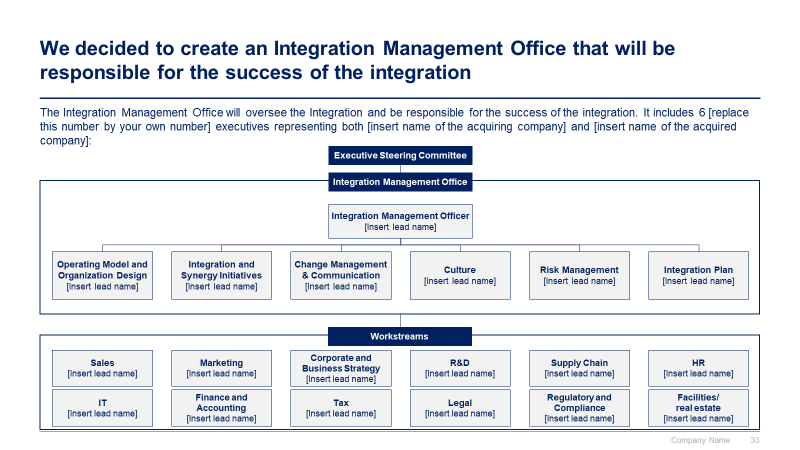 We decided to create an Integration Management Office that will be
responsible for the success of the integration
The Integration Management Office will oversee the Integration and be responsible for the success of the integration. It includes 6 [replace
this number by your own number] executives representing both [insert name of the acquiring company] and [insert name of the acquired
company]:
Executive Steering Committee
Integration Management Office
Integration Management Officer
[Insert lead name]
Operating Model and
Organization Design
[Insert lead name]
Integration and
Synergy Initiatives
[Insert lead name]
Change Management
& Communication
[Insert lead name]
Culture
[Insert lead name]
Risk Management
[Insert lead name]
Integration Plan
[Insert lead name]
Workstreams
Sales
[Insert lead name]
Marketing
[Insert lead name]
Corporate and
Business Strategy
[Insert lead name]
R&D
[Insert lead name]
Supply Chain
[Insert lead name]
HR
[Insert lead name]
IT
[Insert lead name]
Finance and
Accounting
[Insert lead name]
Tax
[Insert lead name]
Legal
[Insert lead name]
Regulatory and
Compliance
[Insert lead name]
Facilities/
real estate
[Insert lead name]
Company Name 33